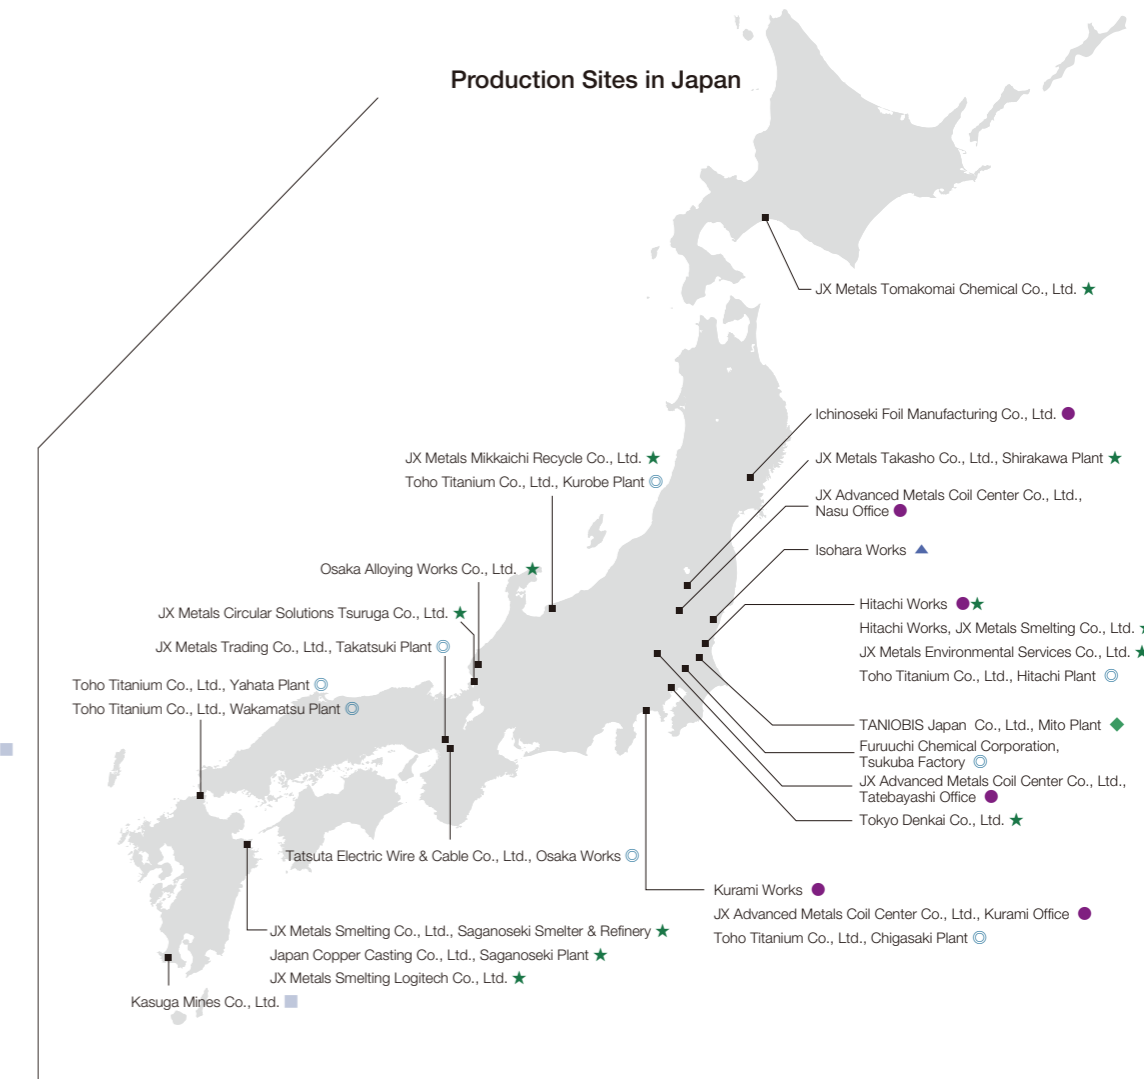 Production Sites in Japan
JX Metals Tomakomai Chemical Co., Ltd.
Ichinoseki Foil Manufacturing Co., Ltd.
JX Metals Mikkaichi Recycle Co., Ltd.
Toho Titanium Co., Ltd., Kurobe Plant
JX Metals Takasho Co., Ltd., Shirakawa Plant
JX Advanced Metals Coil Center Co., Ltd.,
Nasu Office
Isohara Works
Osaka Alloying Works Co., Ltd.
JX Metals Circular Solutions Tsuruga Co., Ltd.
JX Metals Trading Co., Ltd., Takatsuki Plant
Toho Titanium Co., Ltd., Yahata Plant
Toho Titanium Co., Ltd., Wakamatsu Plant
Hitachi Works
Hitachi Works, JX Metals Smelting Co., Ltd.
JX Metals Environmental Services Co., Ltd.
Toho Titanium Co., Ltd., Hitachi Plant
TANIOBIS Japan Co., Ltd., Mito Plant
Furuuchi Chemical Corporation,
Tsukuba Factory
JX Advanced Metals Coil Center Co., Ltd.,
Tatebayashi Office
Tokyo Denkai Co., Ltd.
Tatsuta Electric Wire & Cable Co., Ltd., Osaka Works
Kurami Works
JX Advanced Metals Coil Center Co., Ltd., Kurami Office
Toho Titanium Co., Ltd., Chigasaki Plant
JX Metals Smelting Co., Ltd., Saganoseki Smelter & Refinery
Japan Copper Casting Co., Ltd., Saganoseki Plant
JX Metals Smelting Logitech Co., Ltd.
Kasuga Mines Co., Ltd.